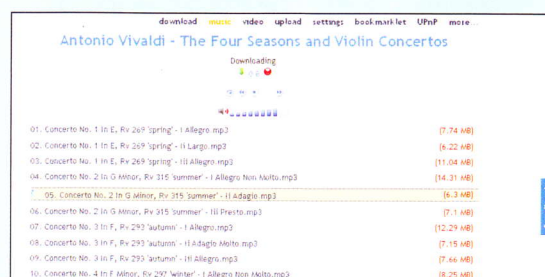 download music video upload settings bookmarklet UPnP more...
Antonio Vivaldi - The Four Seasons and Violin Concertos
Downloading
01. Concerto No. 1 In E, Rv 269 'spring' - I Allegro.mp3 (7.74 MB)
02. Concerto No. 1 In E, Rv 269 'spring' - Ii Largo.mp3 (6.22 MB)
03. Concerto No. 1 In E, Rv 269 'spring' - Iii Allegro.mp3 (11.04 MB)
04. Concerto No. 2 In G Minor, Rv 315 'summer' - I Allegro Non Molto.mp3 (14.31 MB)
05. Concerto No. 2 In G Minor, Rv 315 'summer' - Ii Adagio.mp3 (6.3 MB)
06. Concerto No. 2 In G Minor, Rv 315 'summer' - Iii Presto.mp3 (7.1 MB)
07. Concerto No. 3 In F, Rv 293 'autumn' - I Allegro.mp3 (12.29 MB)
08. Concerto No. 3 In F, Rv 293 'autumn' - Ii Adagio Molto.mp3 (7.15 MB)
09. Concerto No. 3 In F, Rv 293 'autumn' - Iii Allegro.mp3 (7.66 MB)
10. Concerto No. 4 In F Minor, Rv 297 'winter' - I Allegro Non Molto.mp3 (8.25 MB)